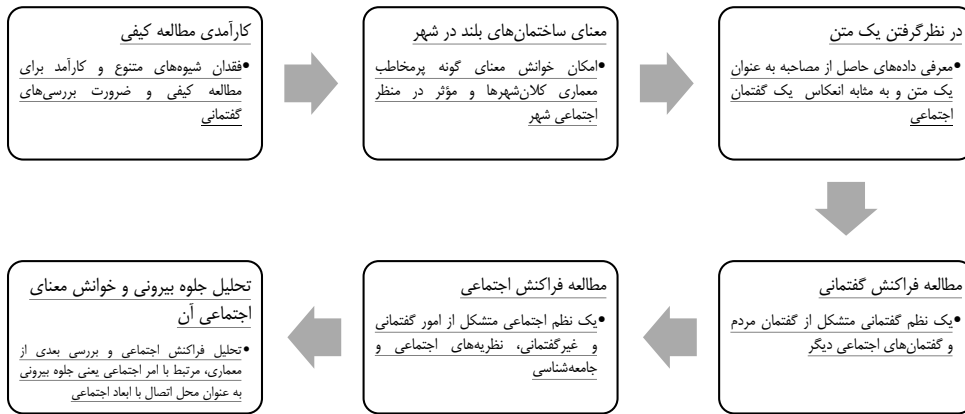 کارآمدی مطالعه کیفی
•فقدان شیوه‌های متنوع و کارآمد برای
مطالعه کیفی و ضرورت بررسی‌های
گفتمانی
معنای ساختمان‌های بلند در شهر
•امکان خوانش معنای گونه پرمخاطب
معماری کلان‌شهرها و مؤثر در منظر
اجتماعی شهر
در نظرگرفتن یک متن
•معرفی داده‌های حاصل از مصاحبه به عنوان
یک متن و به مثابه انعکاس یک گفتمان
اجتماعی
مطالعه فراکنش گفتمانی
•یک نظم گفتمانی متشکل از گفتمان مردم
و گفتمان‌های اجتماعی دیگر
مطالعه فراکنش اجتماعی
•یک نظم اجتماعی متشکل از امور گفتمانی
و غیرگفتمانی، نظریه‌های اجتماعی و
جامعه‌شناسی
تحلیل جلوه بیرونی و خوانش معنای
اجتماعی آن
•تحلیل فراکنش اجتماعی و بررسی بعدی از
معماری، مرتبط با امر اجتماعی یعنی جلوه بیرونی
به عنوان محل اتصال با ابعاد اجتماعی